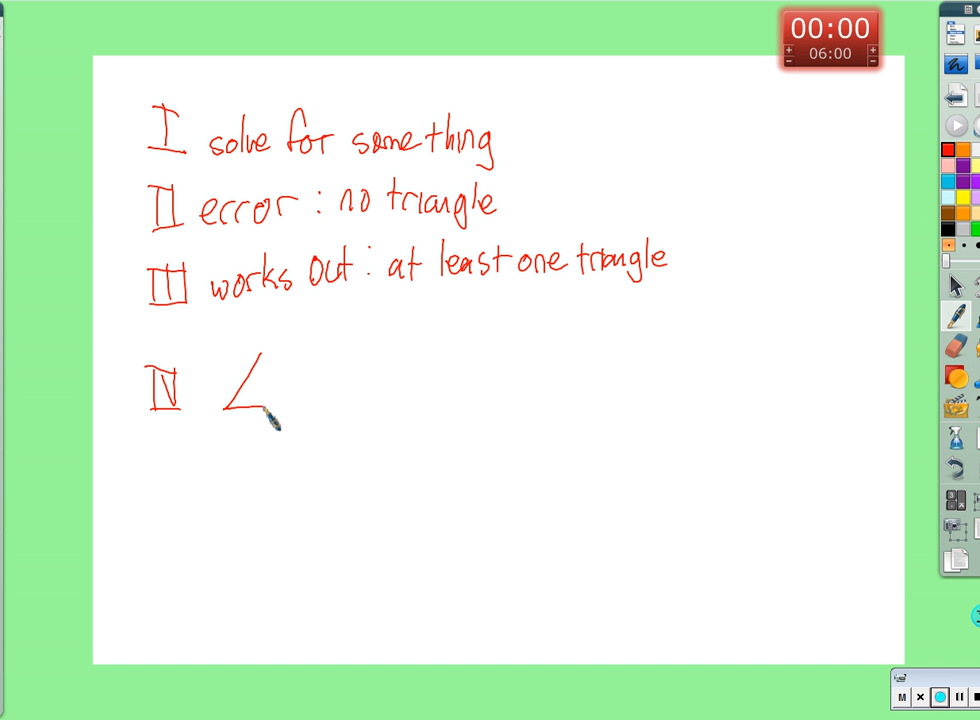 00:00
06:00
I solve for something
II error : no triangle
III works out : at least one triangle
IV ∠
M